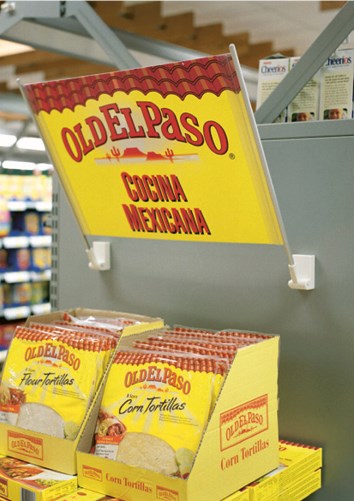 Cheerios
Cheerios
OLD EL PASO
®
COCINA
MEXICANA
OLD EL PASO
Flour Tortillas
OLD EL PASO
Corn Tortillas
OLD EL PASO
Corn Tortillas
OLD EL PASO
Corn Tortillas